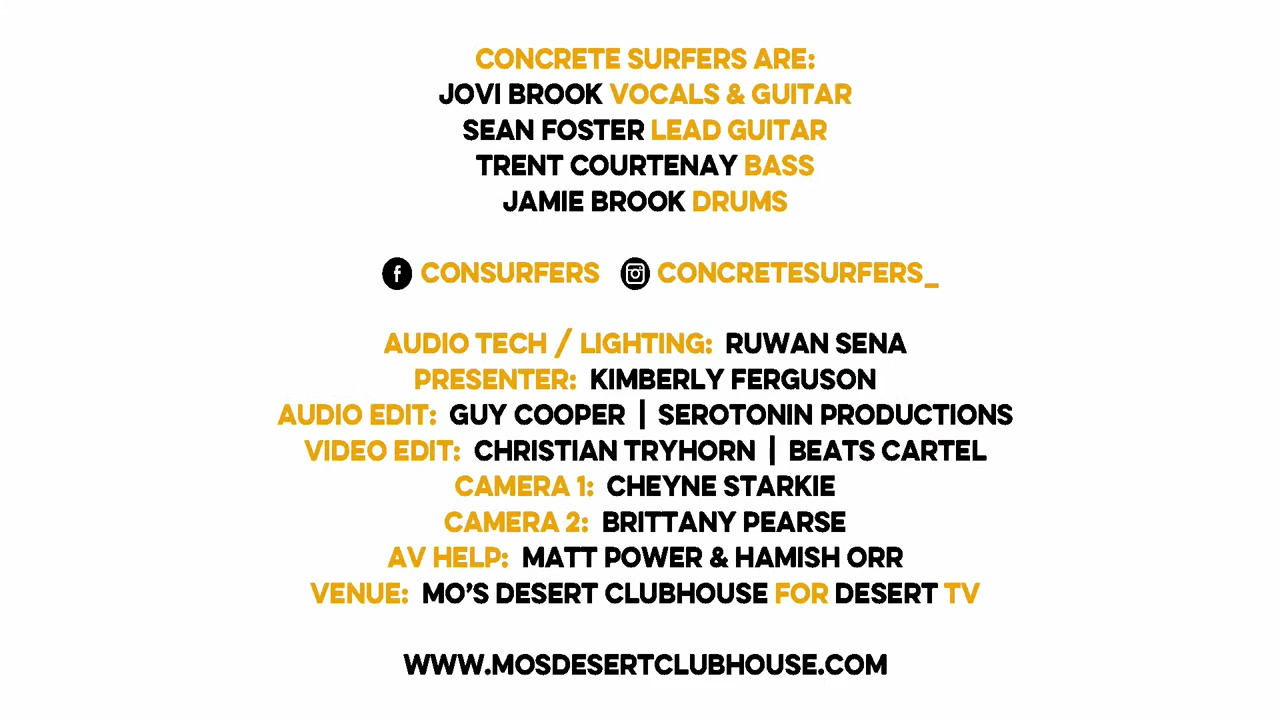 CONCRETE SURFERS ARE:
JOVI BROOK VOCALS & GUITAR
SEAN FOSTER LEAD GUITAR
TRENT COURTENAY BASS
JAMIE BROOK DRUMS
CONSURFERS CONCRETESURFERS_
AUDIO TECH / LIGHTING: RUWAN SENA
PRESENTER: KIMBERLY FERGUSON
AUDIO EDIT: GUY COOPER | SEROTONIN PRODUCTIONS
VIDEO EDIT: CHRISTIAN TRYHORN | BEATS CARTEL
CAMERA 1: CHEYNE STARKIE
CAMERA 2: BRITTANY PEARSE
AV HELP: MATT POWER & HAMISH ORR
VENUE: MO'S DESERT CLUBHOUSE FOR DESERT TV
WWW.MOSDESERTCLUBHOUSE.COM